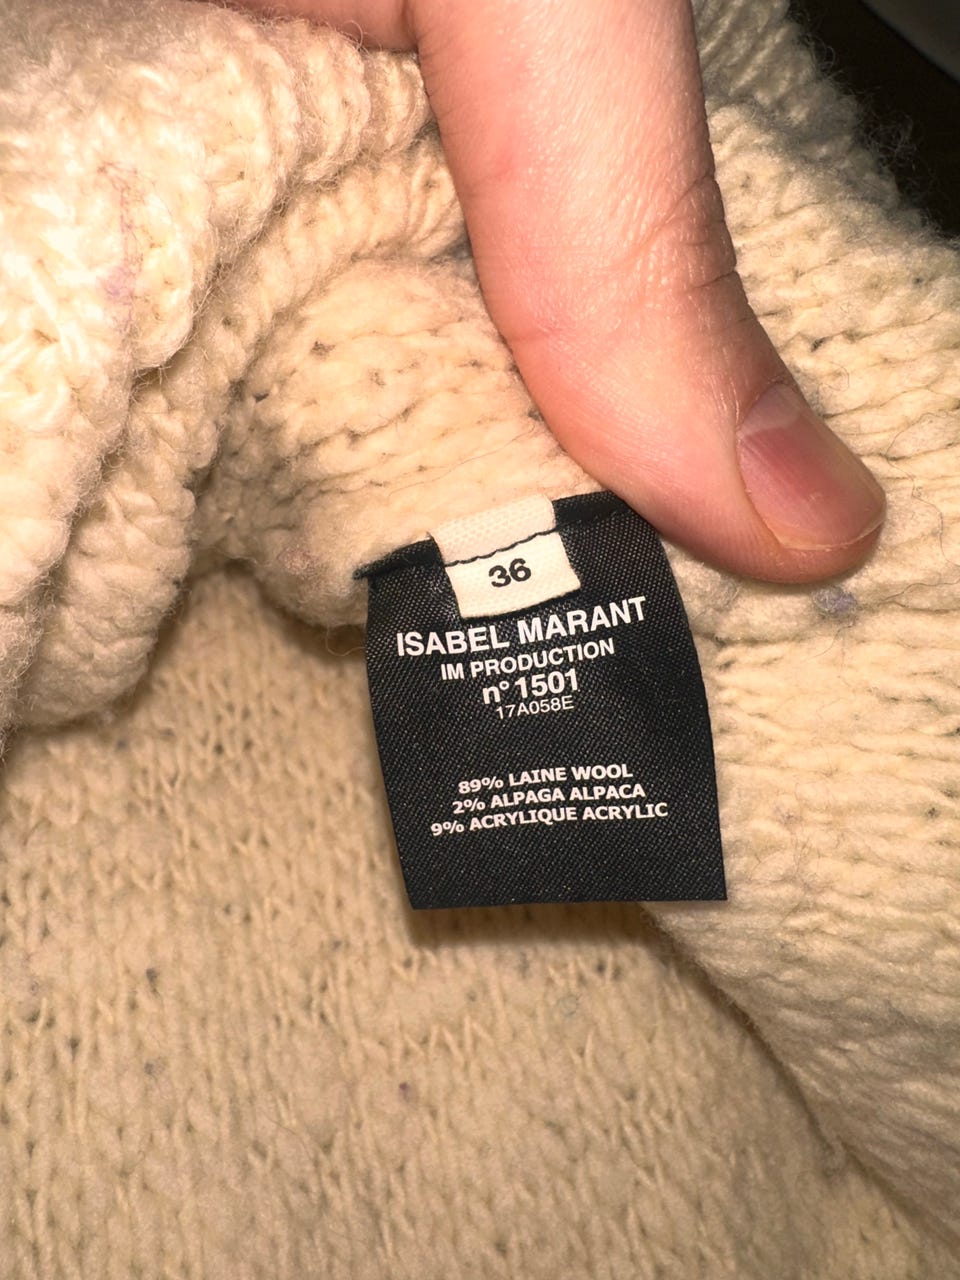 36
ISABEL MARANT
IM PRODUCTION
n° 1501
17A058E
89% LAINE WOOL
2% ALPAGA ALPACA
9% ACRYLIQUE ACRYLIC